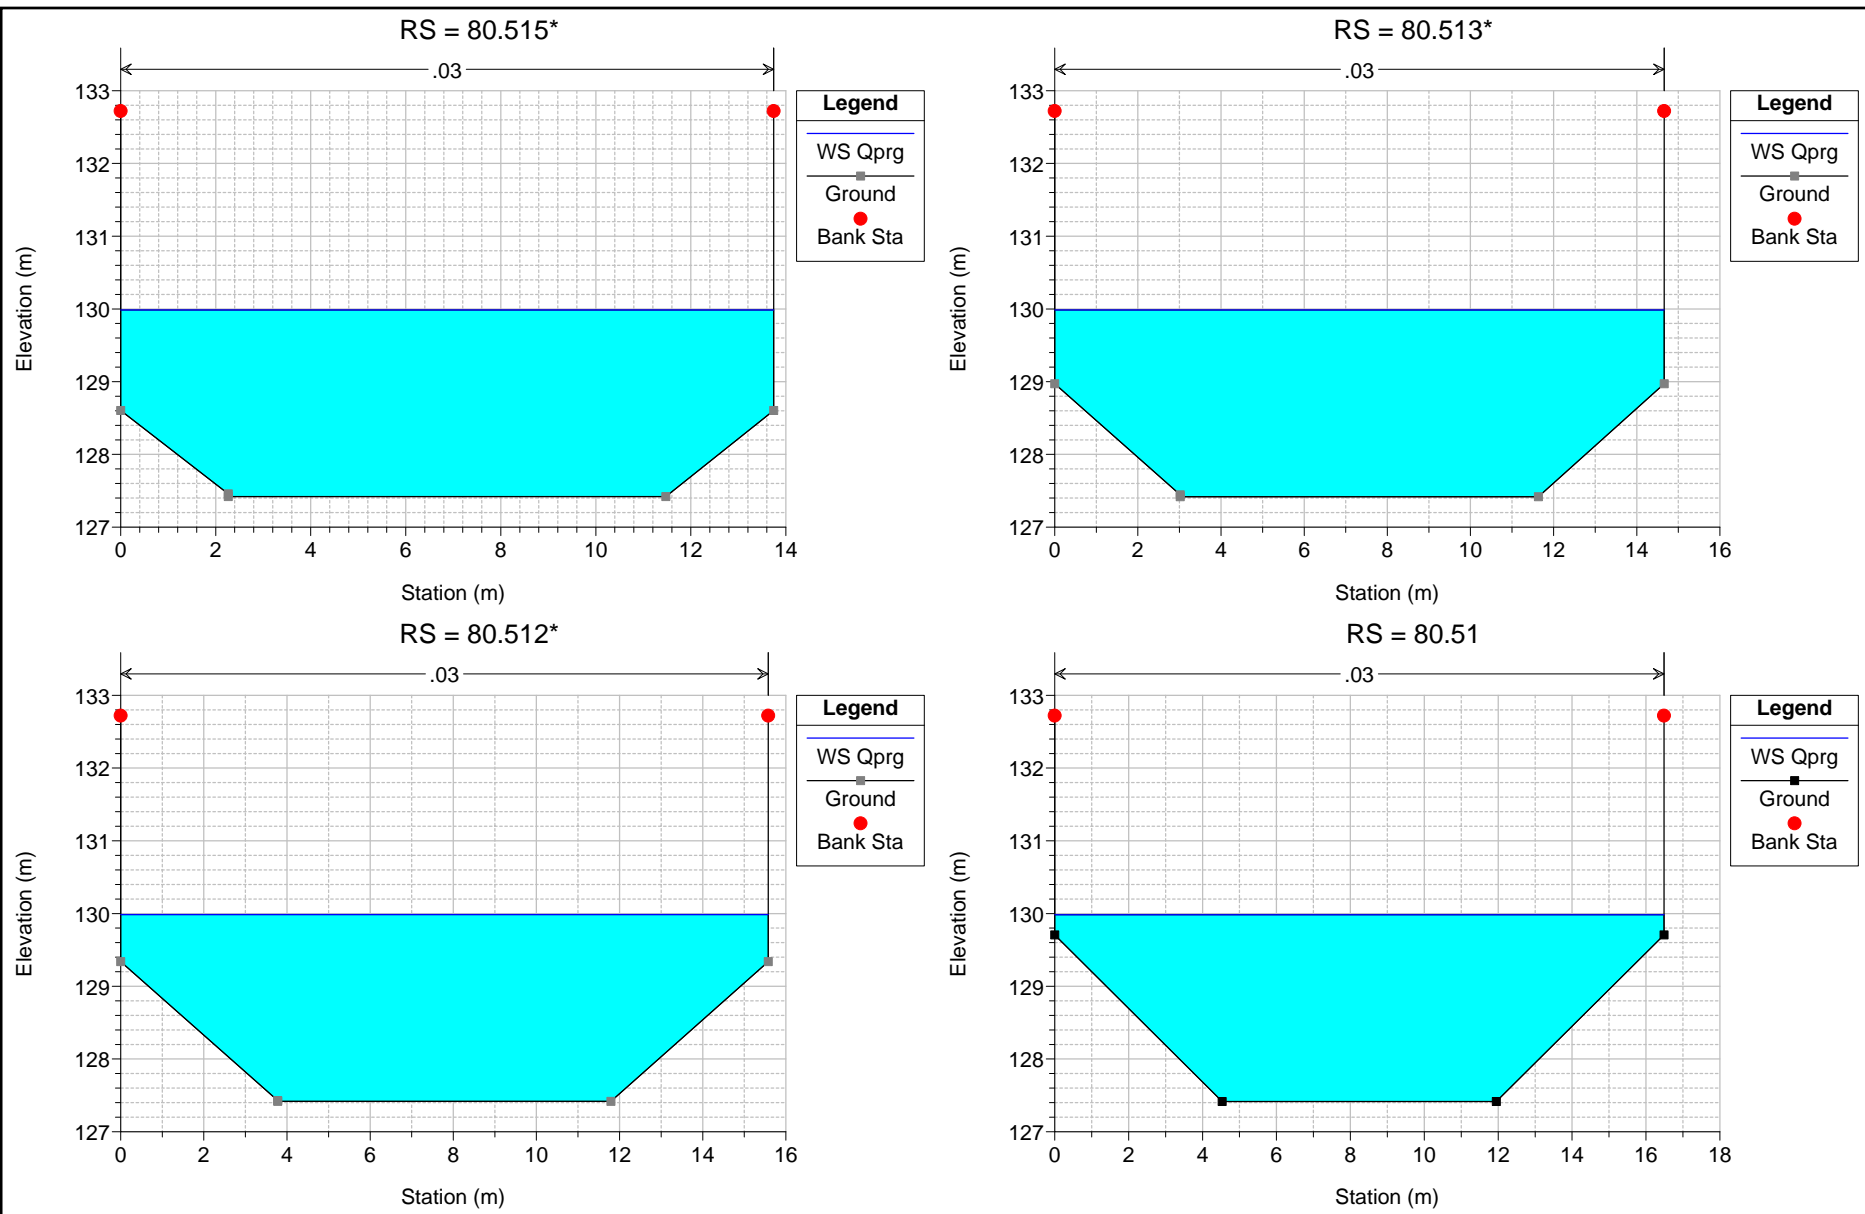 RS = 80.515*
.03
133
132
131
130
129
128
127
Elevation (m)
0 2 4 6 8 10 12 14
Station (m)
Legend
WS Qprg
Ground
Bank Sta
RS = 80.513*
.03
133
132
131
130
129
128
127
Elevation (m)
0 2 4 6 8 10 12 14 16
Station (m)
Legend
WS Qprg
Ground
Bank Sta
RS = 80.512*
.03
133
132
131
130
129
128
127
Elevation (m)
0 2 4 6 8 10 12 14 16
Station (m)
Legend
WS Qprg
Ground
Bank Sta
RS = 80.51
.03
133
132
131
130
129
128
127
Elevation (m)
0 2 4 6 8 10 12 14 16 18
Station (m)
Legend
WS Qprg
Ground
Bank Sta